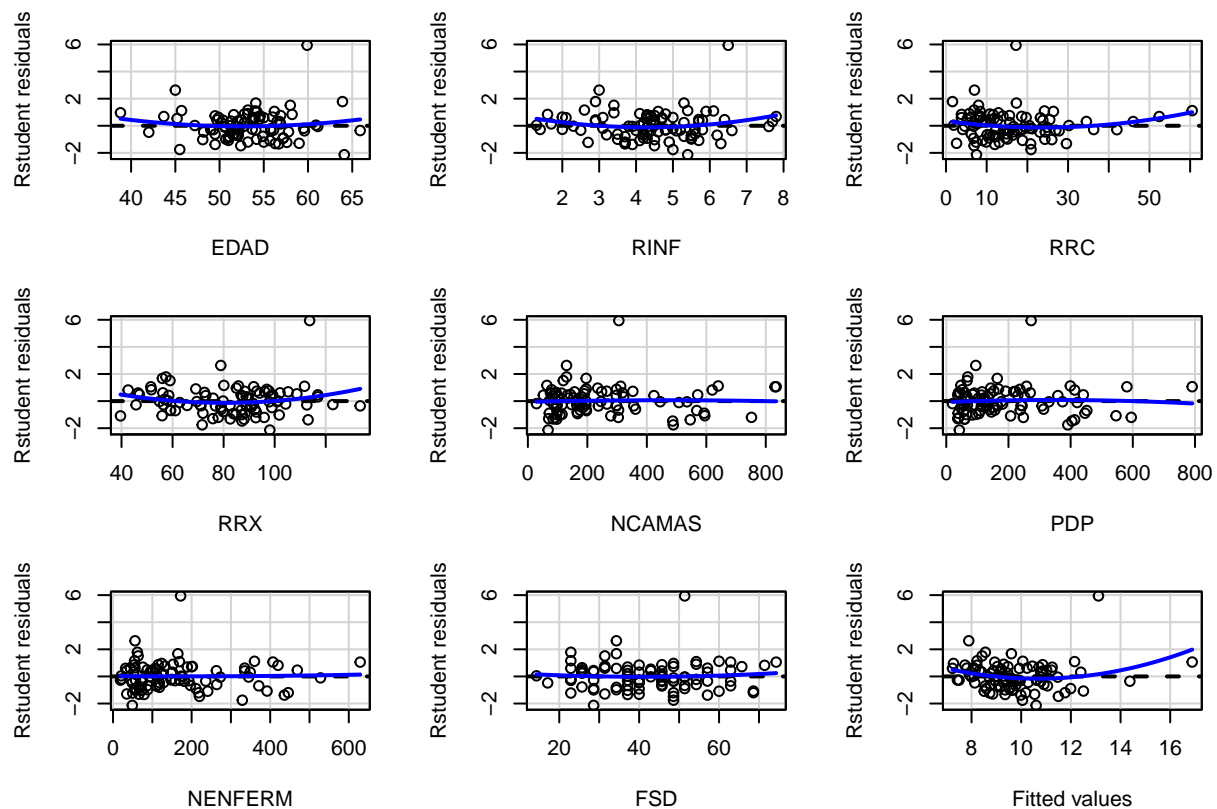 Rstudent residuals
−2 2 6
40 45 50 55 60 65
EDAD
Rstudent residuals
−2 2 6
2 3 4 5 6 7 8
RINF
Rstudent residuals
−2 2 6
0 10 30 50
RRC
Rstudent residuals
−2 2 6
40 60 80 100
RRX
Rstudent residuals
−2 2 6
0 200 400 600 800
NCAMAS
Rstudent residuals
−2 2 6
0 200 400 600 800
PDP
Rstudent residuals
−2 2 6
0 200 400 600
NENFERM
Rstudent residuals
−2 2 6
20 40 60
FSD
Rstudent residuals
−2 2 6
8 10 12 14 16
Fitted values